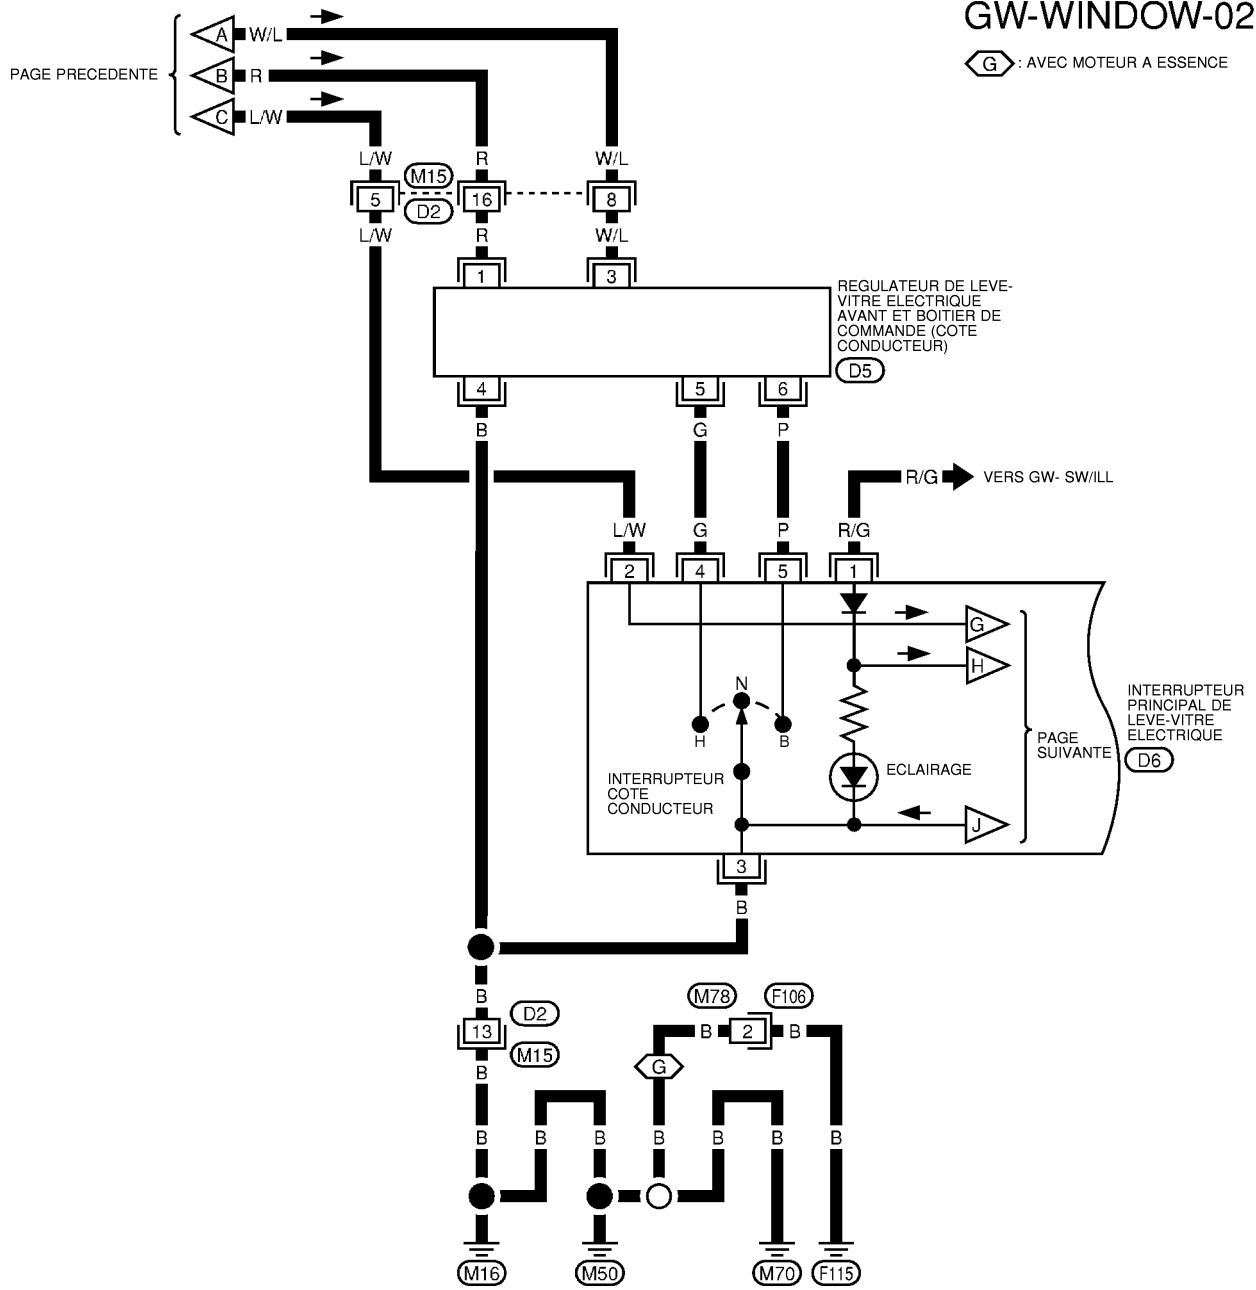 GW-WINDOW-02
G : AVEC MOTEUR A ESSENCE
PAGE PRECEDENTE
A W/L
B R
C L/W
L/W R W/L
M15
5 16 8
D2
L/W R W/L
1 3
REGULATEUR DE LEVE-
VITRE ELECTRIQUE
AVANT ET BOITIER DE
COMMANDE (COTE
CONDUCTEUR)
D5
4 5 6
B G P
R/G VERS GW- SW/ILL
L/W G P R/G
2 4 5 1
G
H
N
H B
INTERRUPTEUR
PRINCIPAL DE
LEVE-VITRE
ELECTRIQUE
D6
PAGE
SUIVANTE
ECLAIRAGE
INTERRUPTEUR
COTE
CONDUCTEUR
J
3
B
B
M78 F106
D2
13
B 2 B
M15
B
G
B B B B B B
M16 M50 M70 F115